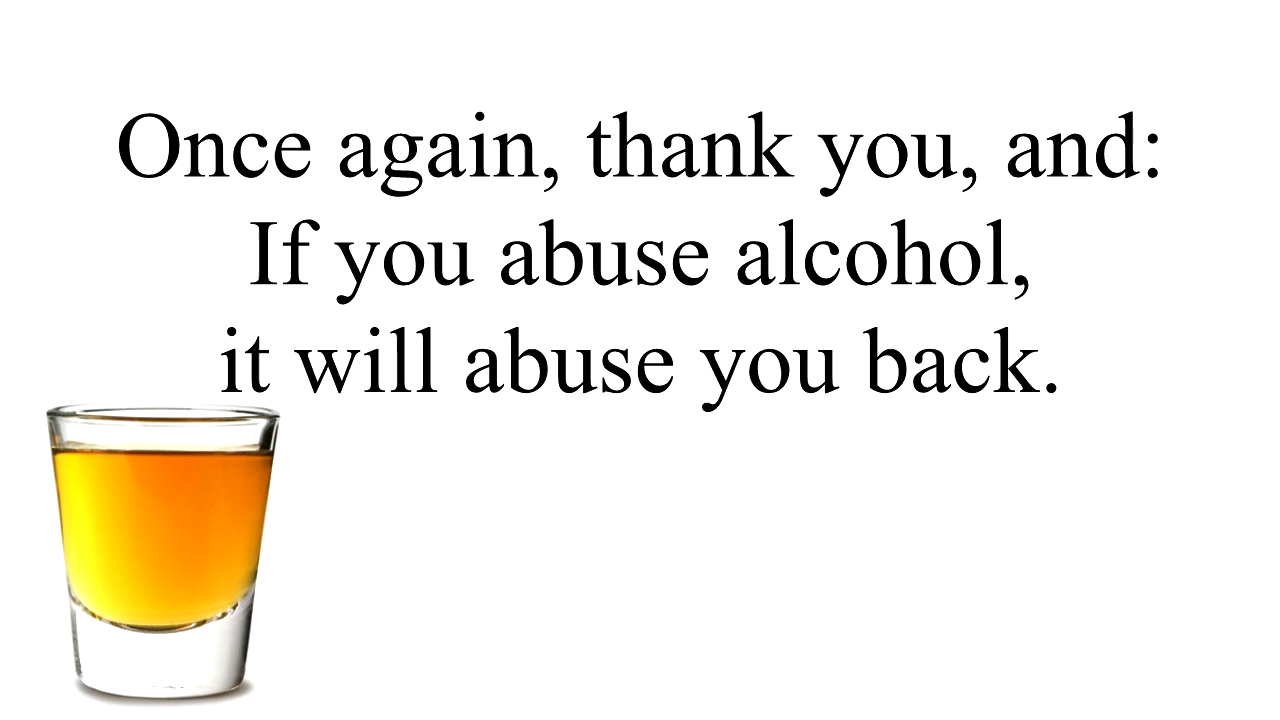 Once again, thank you, and:
If you abuse alcohol,
it will abuse you back.